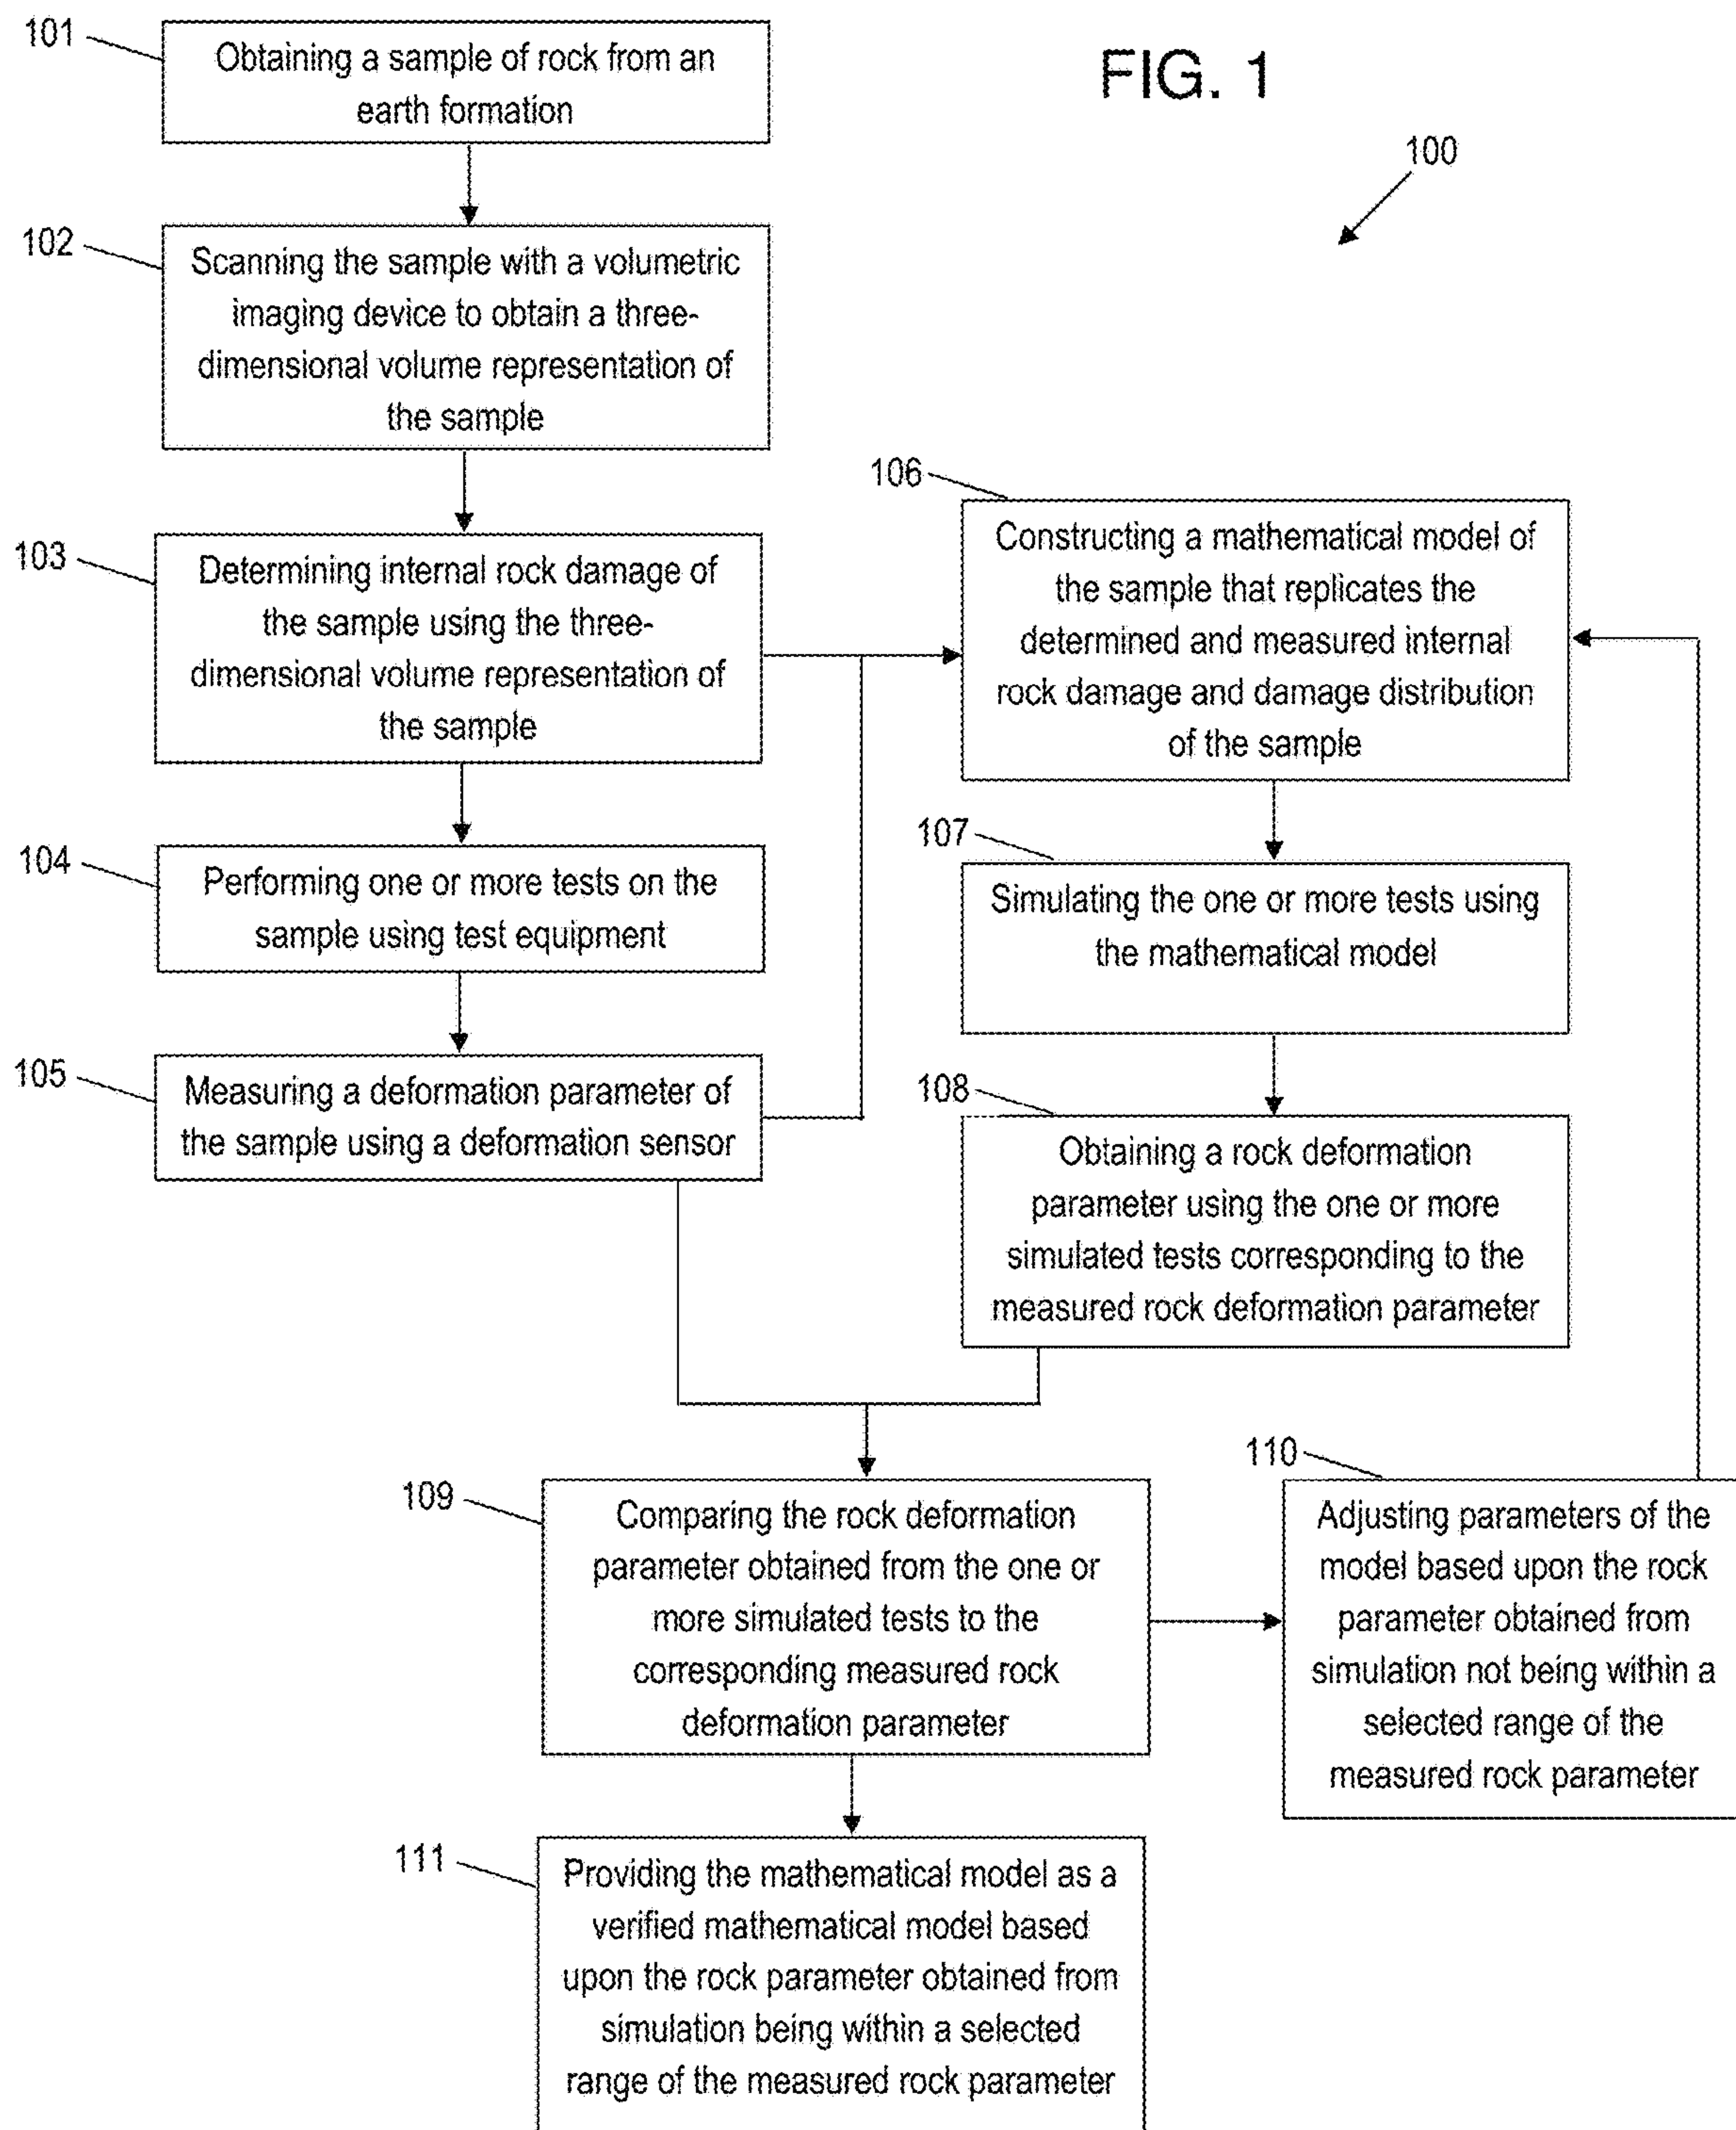 FIG. 1
100
101
Obtaining a sample of rock from an
earth formation
102
Scanning the sample with a volumetric
imaging device to obtain a three-
dimensional volume representation of
the sample
103
Determining internal rock damage of
the sample using the three-
dimensional volume representation of
the sample
104
Performing one or more tests on the
sample using test equipment
105
Measuring a deformation parameter of
the sample using a deformation sensor
106
Constructing a mathematical model of
the sample that replicates the
determined and measured internal
rock damage and damage distribution
of the sample
107
Simulating the one or more tests using
the mathematical model
108
Obtaining a rock deformation
parameter using the one or more
simulated tests corresponding to the
measured rock deformation parameter
109
Comparing the rock deformation
parameter obtained from the one or
more simulated tests to the
corresponding measured rock
deformation parameter
110
Adjusting parameters of the
model based upon the rock
parameter obtained from
simulation not being within a
selected range of the
measured rock parameter
111
Providing the mathematical model as a
verified mathematical model based
upon the rock parameter obtained from
simulation being within a selected
range of the measured rock parameter